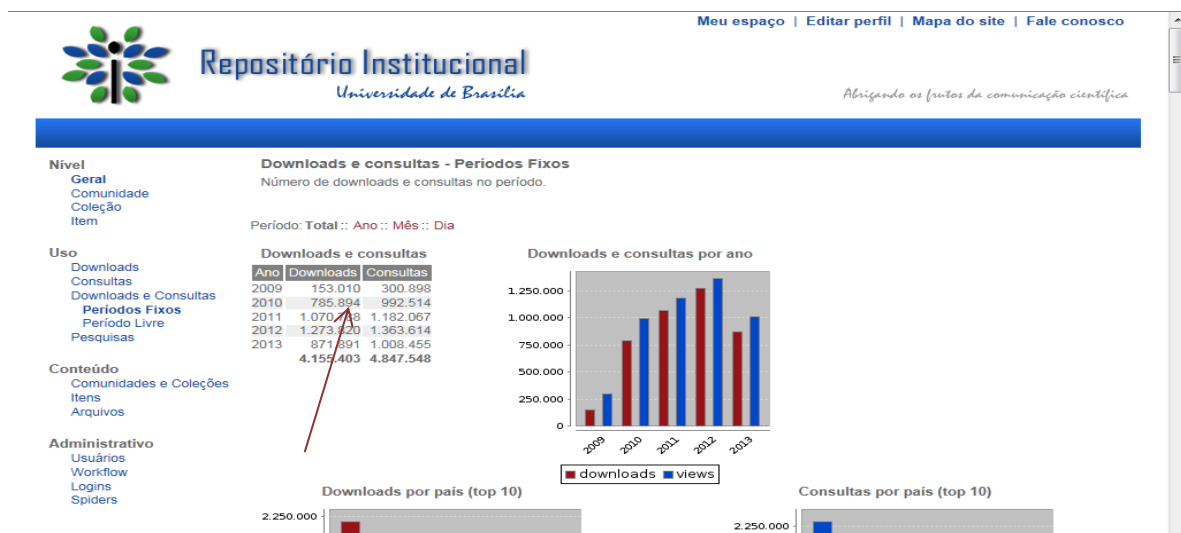 Meu espaço | Editar perfil | Mapa do site | Fale conosco
Repositório Institucional
Universidade de Brasília
Abrigando os frutos da comunicação científica
Nível
Geral
Comunidade
Coleção
Item
Uso
Downloads
Consultas
Downloads e Consultas
Períodos Fixos
Período Livre
Pesquisas
Conteúdo
Comunidades e Coleções
Itens
Arquivos
Administrativo
Usuários
Workflow
Logins
Spiders
Downloads e consultas - Períodos Fixos
Número de downloads e consultas no período.
Período: Total :: Ano :: Mês :: Dia
Downloads e consultas
Ano Downloads Consultas
2009 153.010 300.898
2010 785.894 992.514
2011 1.070.788 1.182.067
2012 1.273.820 1.363.614
2013 871.891 1.008.455
4.155.403 4.847.548
Downloads e consultas por ano
1.250.000
1.000.000
750.000
500.000
250.000
0
2009 2010 2011 2012 2013
downloads views
Downloads por país (top 10)
2.250.000
Consultas por país (top 10)
2.250.000